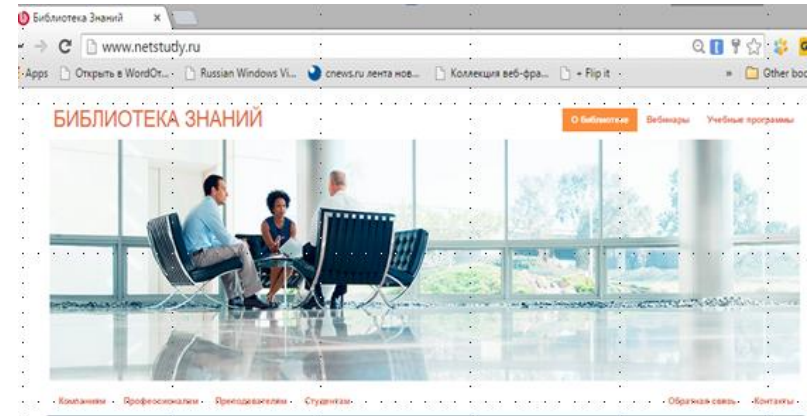 Библиотека Знаний
www.netstudy.ru
Apps Открыть в WordOт... Russian Windows Vi... cnews.ru лента нов... Коллекция веб-фра... + Flip it » Other boo
БИБЛИОТЕКА ЗНАНИЙ
О библиотеке Вебинары Учебные программы
Компаниям Профессионалам Преподавателям Студентам Обратная связь Контакты